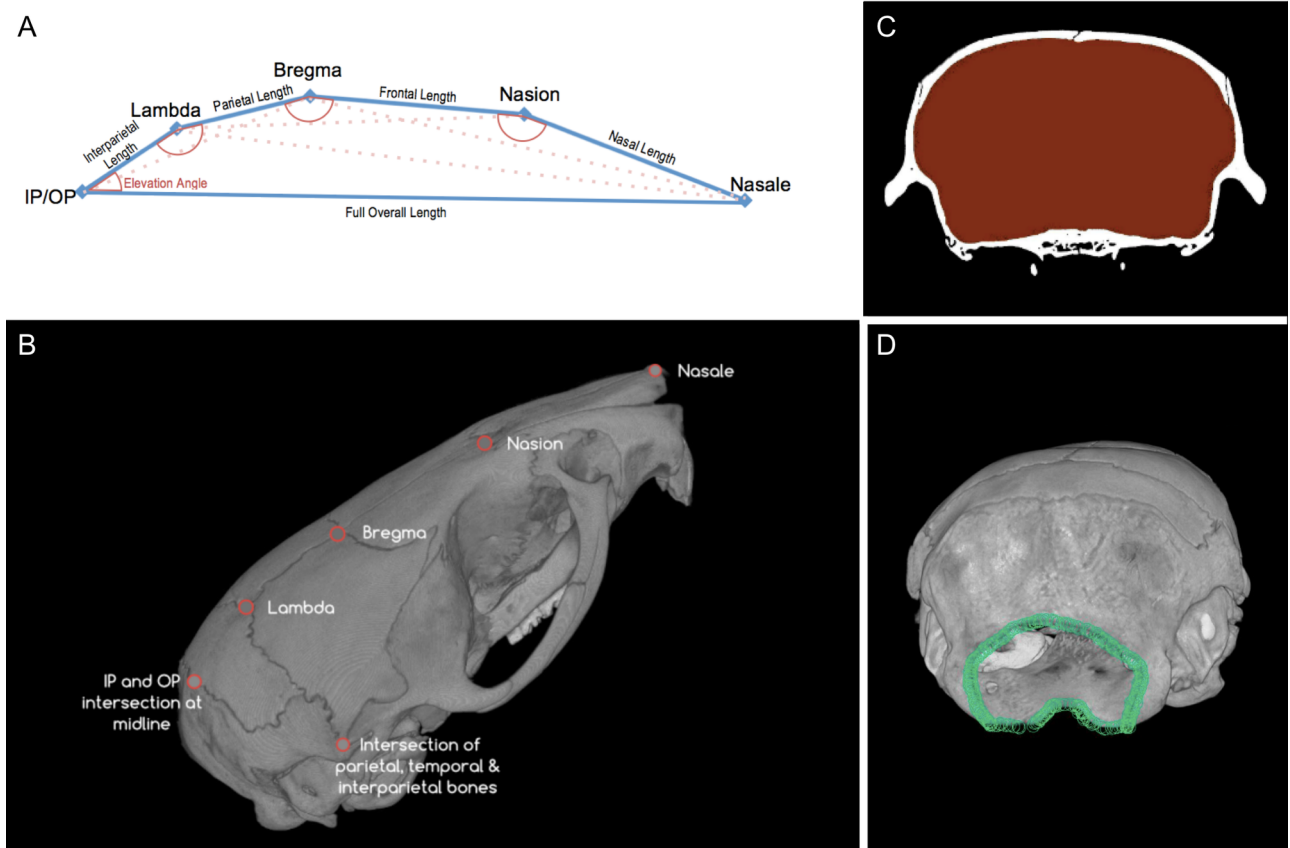 A
Bregma
Parietal Length
Frontal Length
Nasion
Lambda
Interparietal
Length
Nasal Length
Elevation Angle
IP/OP
Nasale
Full Overall Length
C
B
Nasale
Nasion
Bregma
Lambda
IP and OP
intersection at
midline
Intersection of
parietal, temporal &
interparietal bones
D